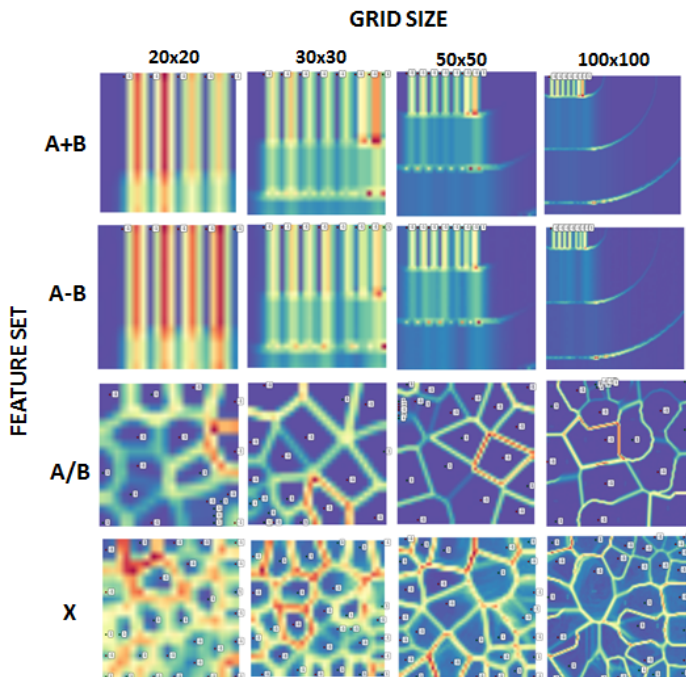 GRID SIZE
20x20 30x30 50x50 100x100
A+B
A-B
FEATURE SET
A/B
X